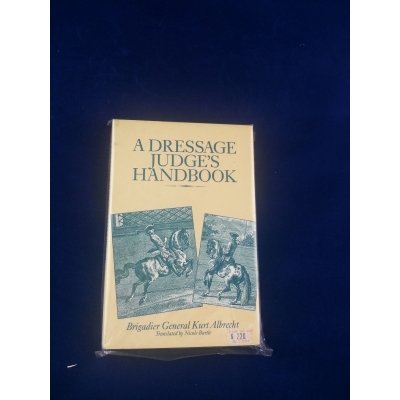 A DRESSAGE
JUDGE'S
HANDBOOK
Brigadier General Kurt Albrecht
Translated by Nicole Bartle